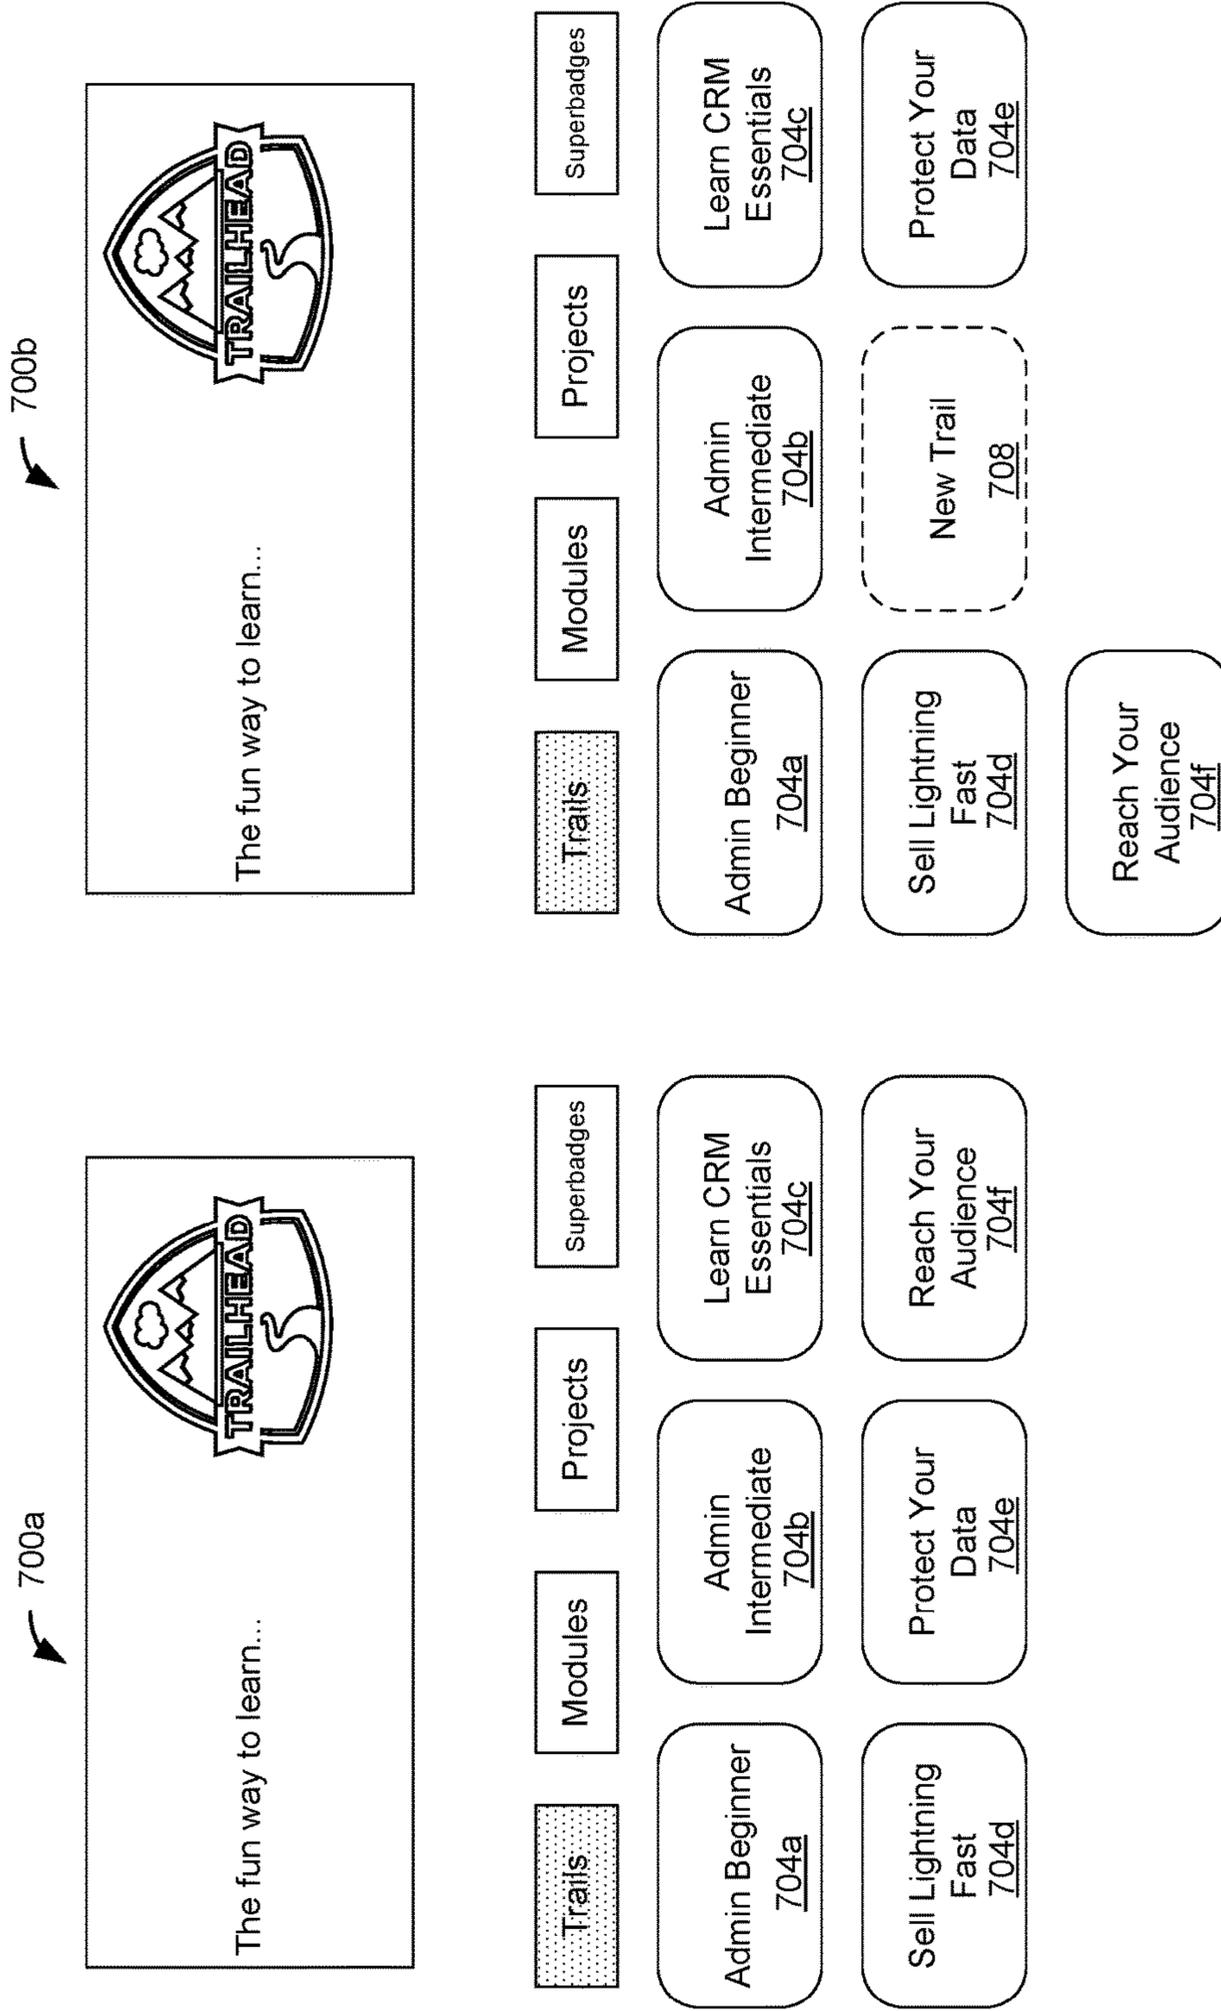 700a
The fun way to learn...
TRAILHEAD
Trails
Modules
Projects
Superbadges
Admin Beginner
704a
Admin
Intermediate
704b
Learn CRM
Essentials
704c
Sell Lightning
Fast
704d
Protect Your
Data
704e
Reach Your
Audience
704f
700b
The fun way to learn...
TRAILHEAD
Trails
Modules
Projects
Superbadges
Admin Beginner
704a
Admin
Intermediate
704b
Learn CRM
Essentials
704c
Sell Lightning
Fast
704d
New Trail
708
Protect Your
Data
704e
Reach Your
Audience
704f